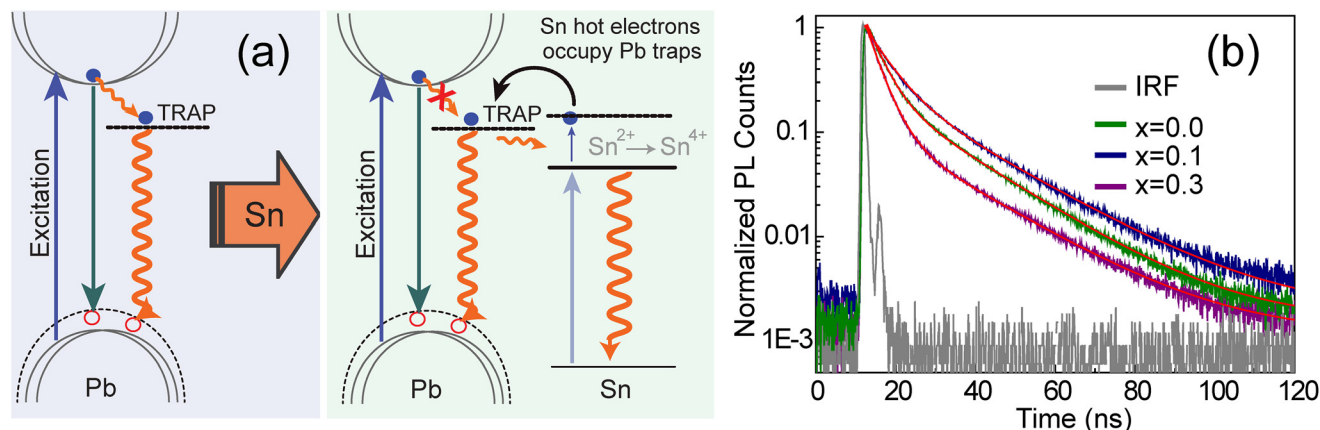 (a)
TRAP
Excitation
Pb
Sn
Sn hot electrons
occupy Pb traps
TRAP
Sn2+→Sn4+
Excitation
Pb
Sn
(b)
IRF
x=0.0
x=0.1
x=0.3
Normalized PL Counts
1
0.1
0.01
1E-3
0 20 40 60 80 100 120
Time (ns)